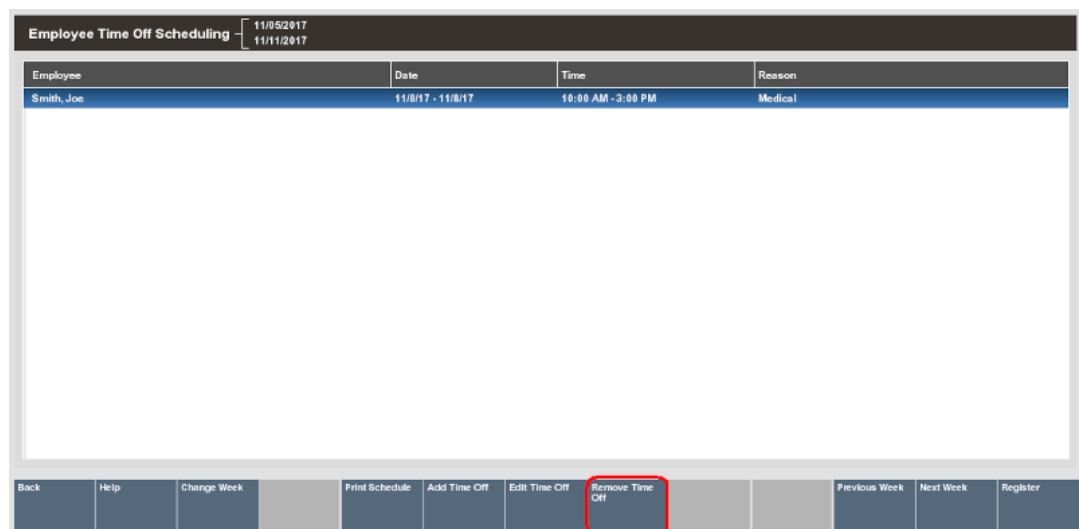 Employee Time Off Scheduling
11/05/2017
11/11/2017
Employee Date Time Reason
Smith, Joe 11/8/17 - 11/8/17 10:00 AM - 3:00 PM Medical
Back Help Change Week Print Schedule Add Time Off Edit Time Off Remove Time Previous Week Next Week Register
Off